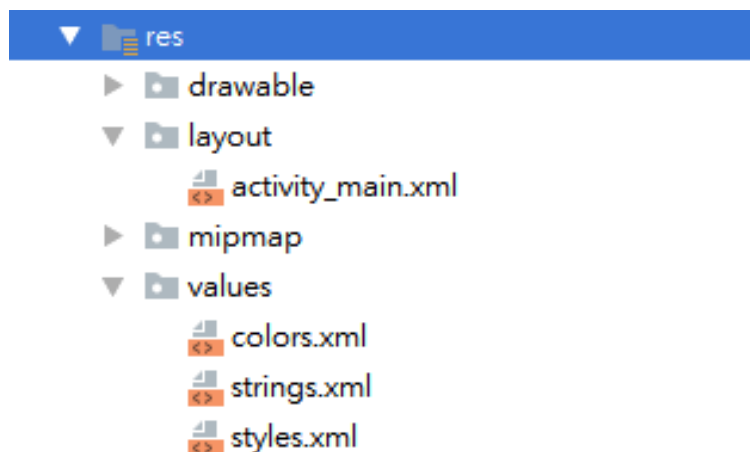 res
drawable
layout
activity_main.xml
mipmap
values
colors.xml
strings.xml
styles.xml